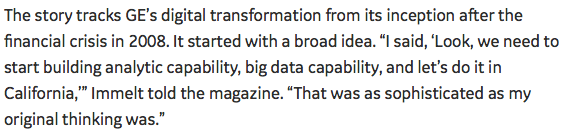 The story tracks GE’s digital transformation from its inception after the
financial crisis in 2008. It started with a broad idea. “I said, ‘Look, we need to
start building analytic capability, big data capability, and let’s do it in
California,’” Immelt told the magazine. “That was as sophisticated as my
original thinking was.”